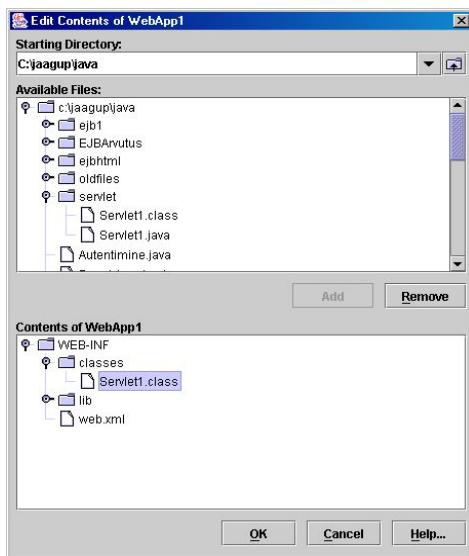 Edit Contents of WebApp1
Starting Directory:
C:\jaagup\java
Available Files:
c:\jaagup\java
ejb1
EJBArvutus
ejbhtml
oldfiles
servlet
Servlet1.class
Servlet1.java
Autentimine.java
Add Remove
Contents of WebApp1
WEB-INF
classes
Servlet1.class
lib
web.xml
OK Cancel Help...